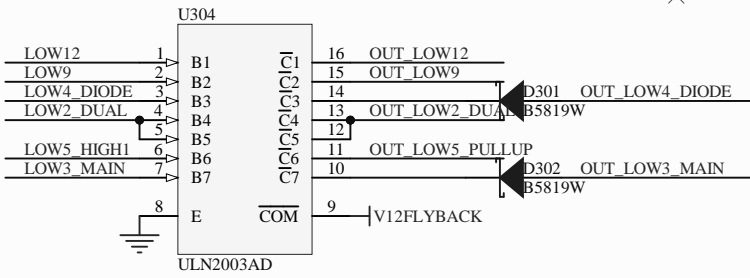 U304
LOW12 1 B1 C1 16 OUT_LOW12
LOW9 2 B2 C2 15 OUT_LOW9
LOW4_DIODE 3 B3 C3 14 D301 OUT_LOW4_DIODE
LOW2_DUAL 4 B4 C4 13 OUT_LOW2_DUAL B5819W
5 B5 C5 12
LOW5_HIGH1 6 B6 C6 11 OUT_LOW5_PULLUP
LOW3_MAIN 7 B7 C7 10 D302 OUT_LOW3_MAIN
B5819W
8 E COM 9 V12FLYBACK
ULN2003AD